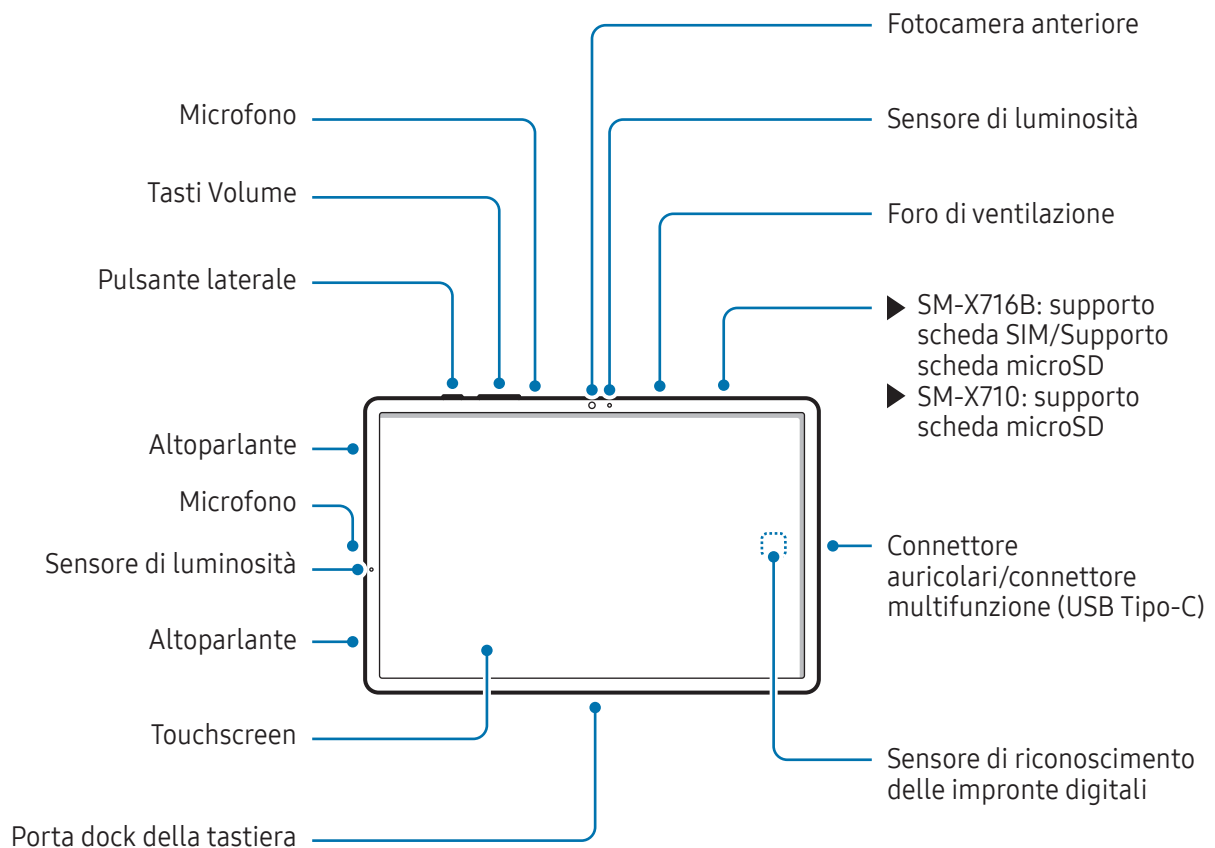 Fotocamera anteriore
Microfono
Sensore di luminosità
Tasti Volume
Foro di ventilazione
Pulsante laterale
▶ SM-X716B: supporto
scheda SIM/Supporto
scheda microSD
▶ SM-X710: supporto
scheda microSD
Altoparlante
Microfono
Sensore di luminosità
Connettore
auricolari/connettore
multifunzione (USB Tipo-C)
Altoparlante
Touchscreen
Sensore di riconoscimento
delle impronte digitali
Porta dock della tastiera